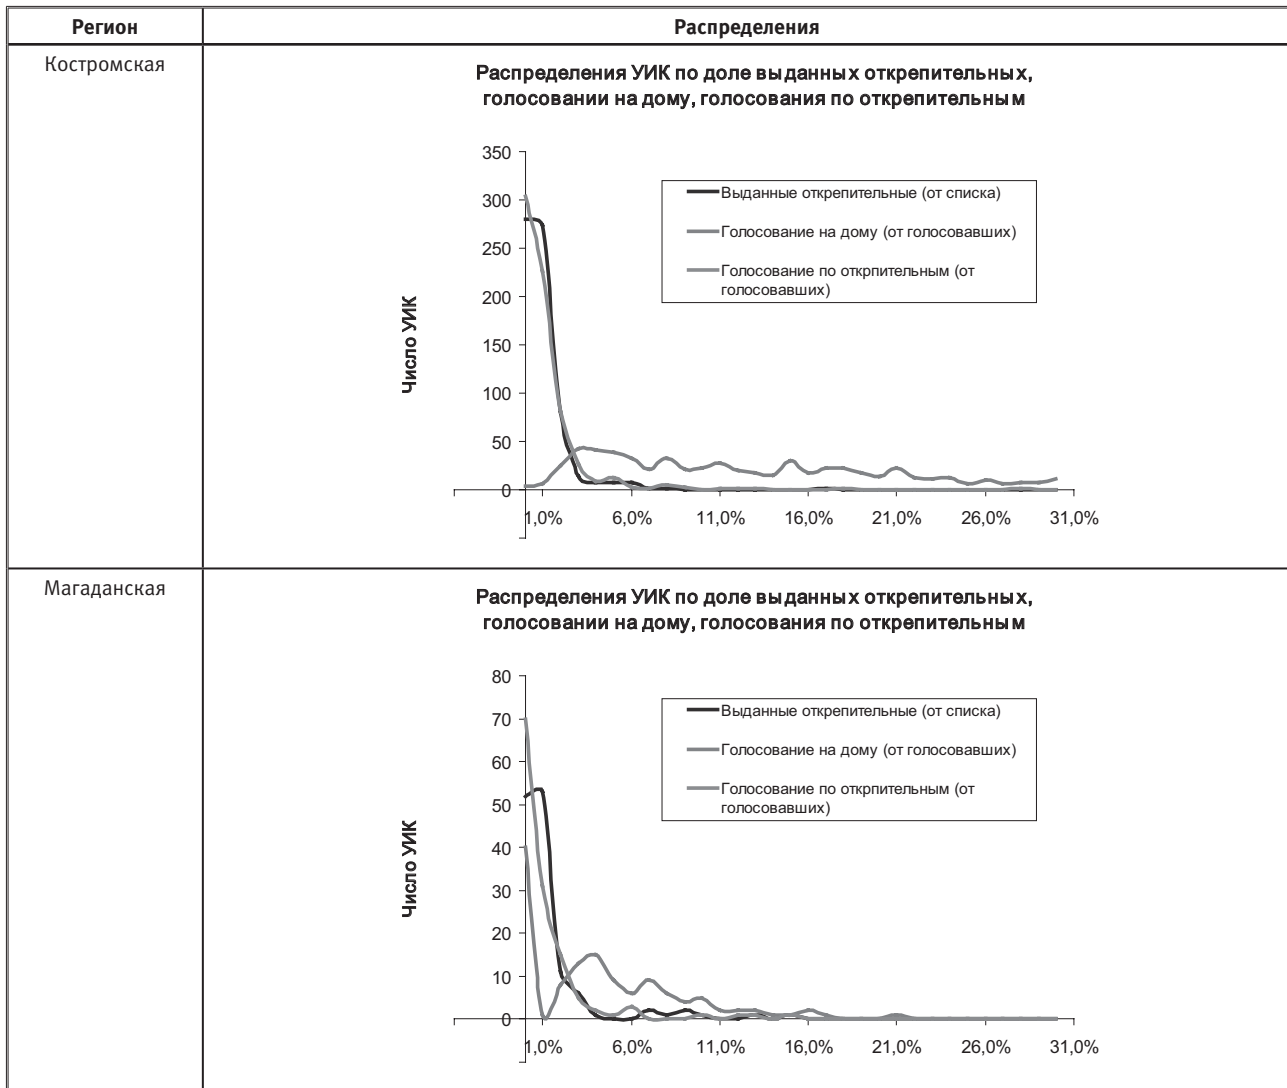 Регион Распределения
Костромская
Распределения УИК по доле выданных открепительных,
голосовании на дому, голосования по открепительным
350
300
250
200
150
100
50
0
Число УИК
Выданные открепительные (от списка)
Голосование на дому (от голосовавших)
Голосование по открпительным (от
голосовавших)
1,0% 6,0% 11,0% 16,0% 21,0% 26,0% 31,0%
Магаданская
Распределения УИК по доле выданных открепительных,
голосовании на дому, голосования по открепительным
80
70
60
50
40
30
20
10
0
Число УИК
Выданные открепительные (от списка)
Голосование на дому (от голосовавших)
Голосование по открпительным (от
голосовавших)
1,0% 6,0% 11,0% 16,0% 21,0% 26,0% 31,0%